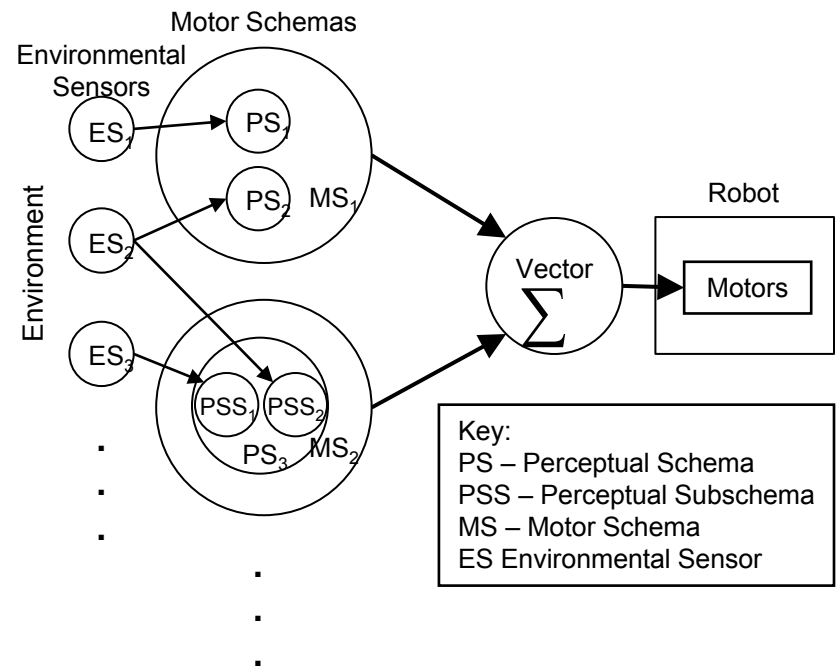 Motor Schemas
Environmental
Sensors
ES₁
PS₁
PS₂
MS₁
Environment
ES₂
ES₃
PSS₁
PSS₂
PS₃
MS₂
Vector
∑
Robot
Motors
Key:
PS – Perceptual Schema
PSS – Perceptual Subschema
MS – Motor Schema
ES Environmental Sensor